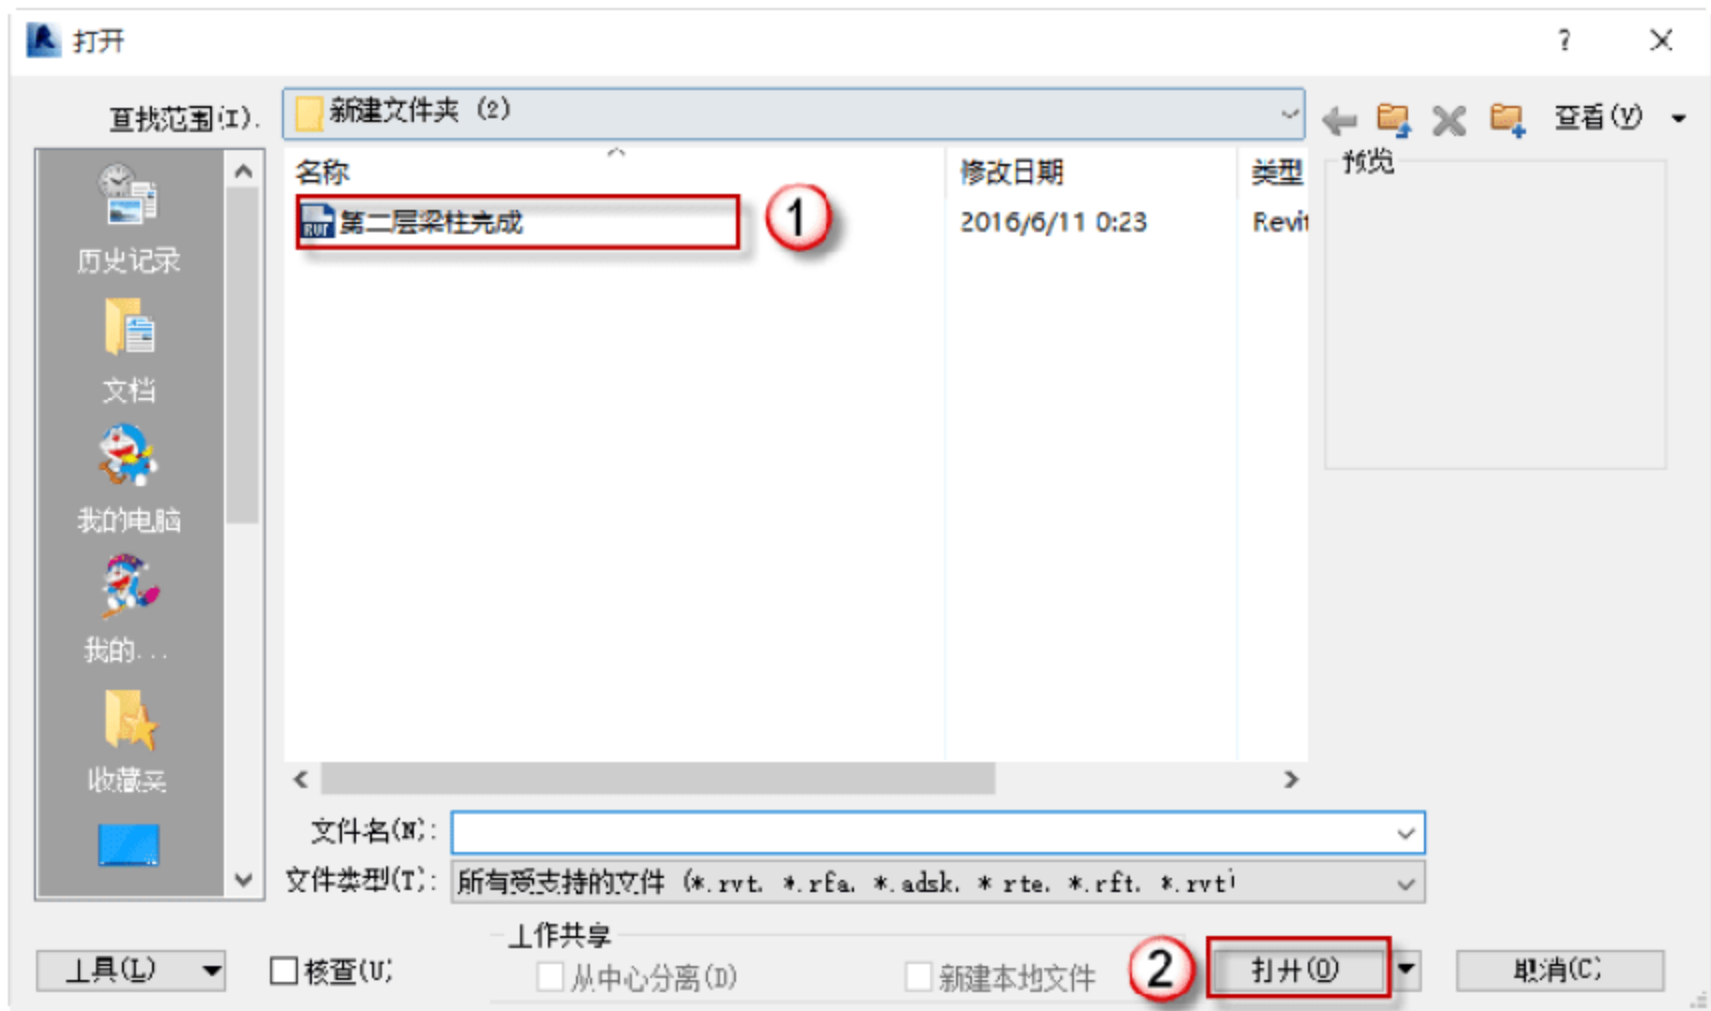 打开
查找范围(I):
新建文件夹 (2)
查看(V)
名称
修改日期
类型
预览
第二层梁柱完成
2016/6/11 0:23
Revit
1
历史记录
文档
我的电脑
我的...
收藏夹
文件名(N):
文件类型(T):
所有受支持的文件 (*.rvt, *.rfa, *.adsk, *.rte, *.rft, *.rvt)
工作共享
工具(L)
核查(U)
从中心分离(D)
新建本地文件
2
打开(O)
取消(C)